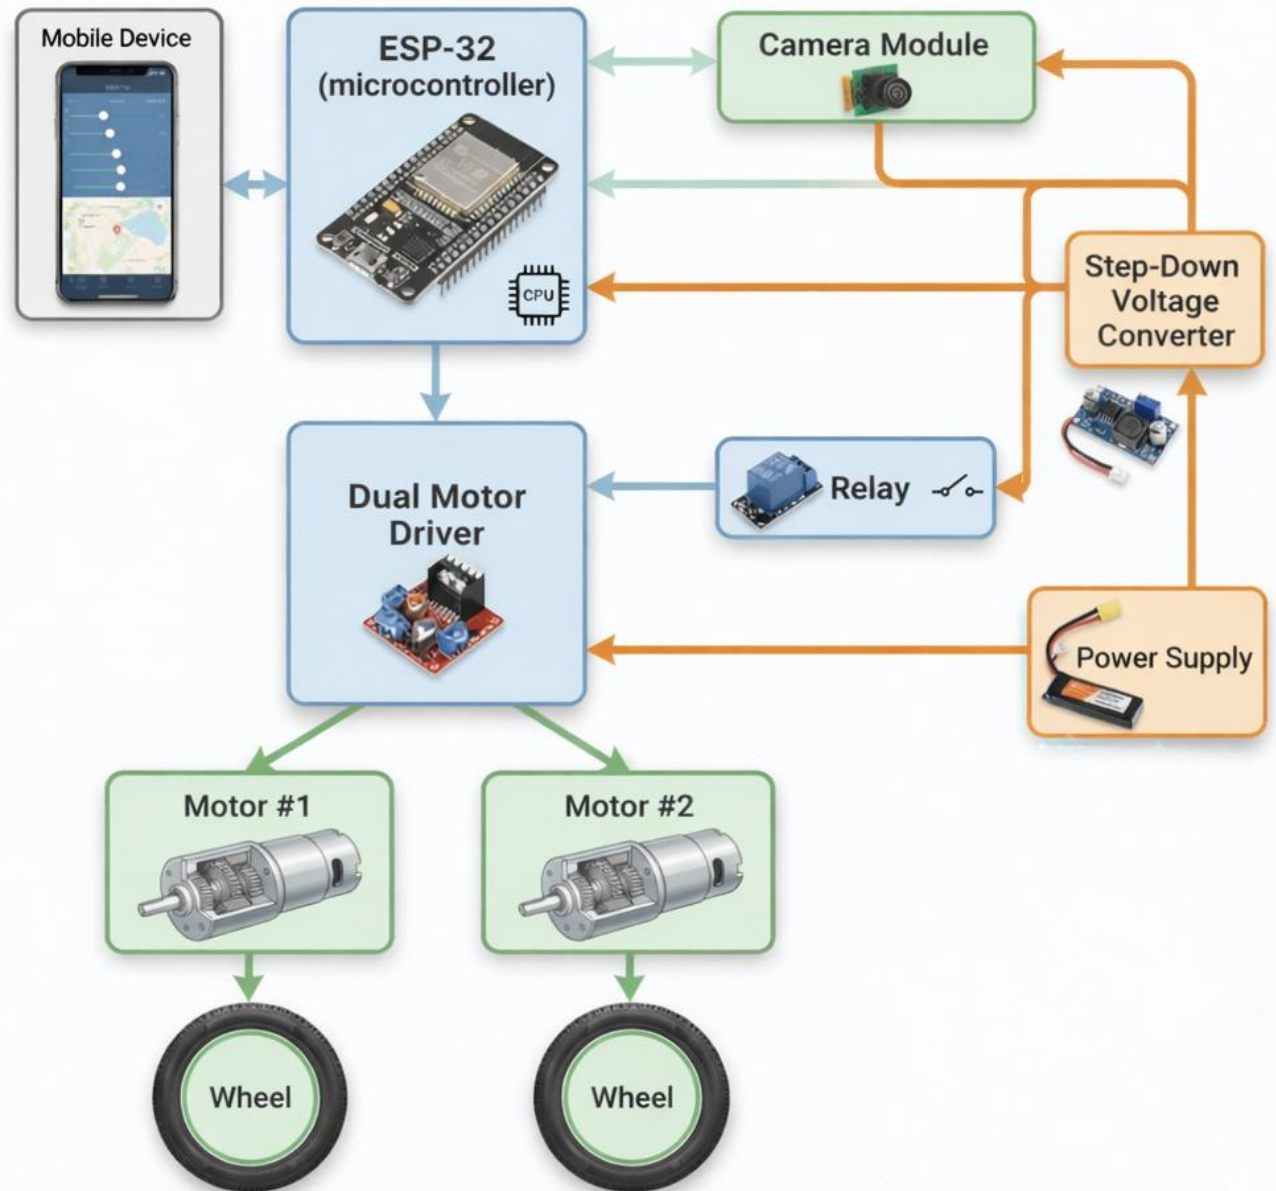 Mobile Device
ESP-32
(microcontroller)
CPU
Camera Module
Step-Down
Voltage
Converter
Dual Motor
Driver
Relay
Power Supply
Motor #1
Motor #2
Wheel
Wheel